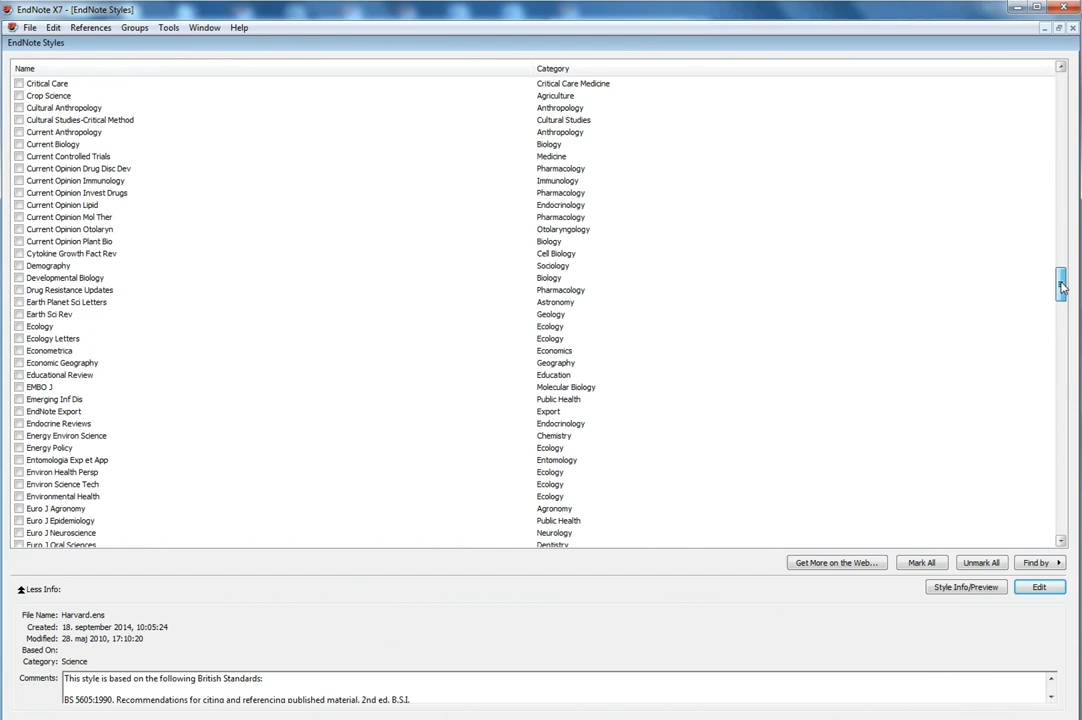 EndNote X7 - [EndNote Styles]
File Edit References Groups Tools Window Help
EndNote Styles
Name Category
Critical Care Critical Care Medicine
Crop Science Agriculture
Cultural Anthropology Anthropology
Cultural Studies-Critical Method Cultural Studies
Current Anthropology Anthropology
Current Biology Biology
Current Controlled Trials Medicine
Current Opinion Drug Disc Dev Pharmacology
Current Opinion Immunology Immunology
Current Opinion Invest Drugs Pharmacology
Current Opinion Lipid Endocrinology
Current Opinion Mol Ther Pharmacology
Current Opinion Otolaryn Otolaryngology
Current Opinion Plant Bio Biology
Cytokine Growth Fact Rev Cell Biology
Demography Sociology
Developmental Biology Biology
Drug Resistance Updates Pharmacology
Earth Planet Sci Letters Astronomy
Earth Sci Rev Geology
Ecology Ecology
Ecology Letters Ecology
Econometrica Economics
Economic Geography Geography
Educational Review Education
EMBO J Molecular Biology
Emerging Inf Dis Public Health
EndNote Export Export
Endocrine Reviews Endocrinology
Energy Environ Science Chemistry
Energy Policy Ecology
Entomologia Exp et App Entomology
Environ Health Persp Ecology
Environ Science Tech Ecology
Environmental Health Ecology
Euro J Agronomy Agronomy
Euro J Epidemiology Public Health
Euro J Neuroscience Neurology
Euro J Oral Sciences Dentistry
Get More on the Web... Mark All Unmark All Find by
Less Info: Style Info/Preview Edit
File Name: Harvard.ens
Created: 18. september 2014, 10:05:24
Modified: 28. maj 2010, 17:10:20
Based On:
Category: Science
Comments: This style is based on the following British Standards:
BS 5605:1990. Recommendations for citing and referencing published material. 2nd ed. B.S.I.